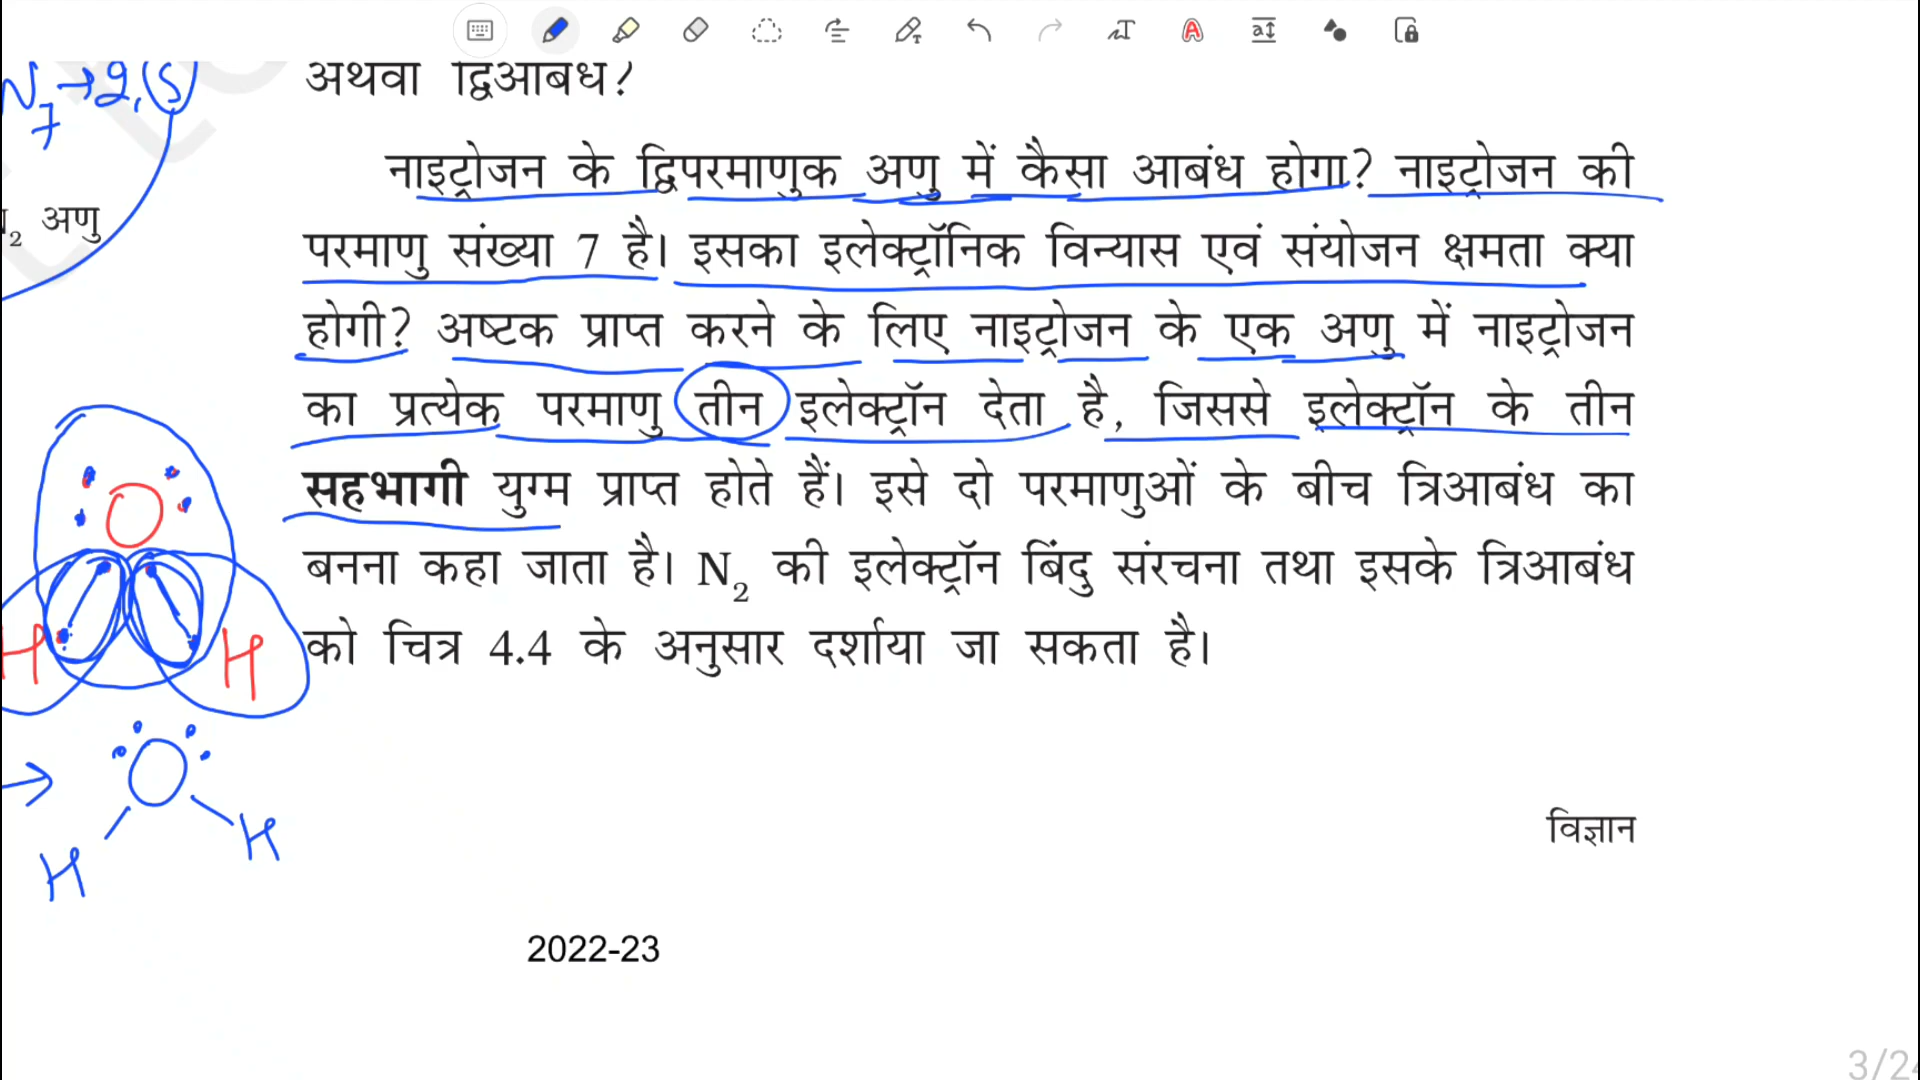 N₇ → 2, 5
अथवा द्विआबंध?
नाइट्रोजन के द्विपरमाणुक अणु में कैसा आबंध होगा? नाइट्रोजन की
परमाणु संख्या 7 है। इसका इलेक्ट्रॉनिक विन्यास एवं संयोजन क्षमता क्या
₂ अणु
होगी? अष्टक प्राप्त करने के लिए नाइट्रोजन के एक अणु में नाइट्रोजन
का प्रत्येक परमाणु तीन इलेक्ट्रॉन देता है, जिससे इलेक्ट्रॉन के तीन
सहभागी युग्म प्राप्त होते हैं। इसे दो परमाणुओं के बीच त्रिआबंध का
बनना कहा जाता है। N₂ की इलेक्ट्रॉन बिंदु संरचना तथा इसके त्रिआबंध
को चित्र 4.4 के अनुसार दर्शाया जा सकता है।
O
H H
→ O
H H
विज्ञान
2022-23
3/24